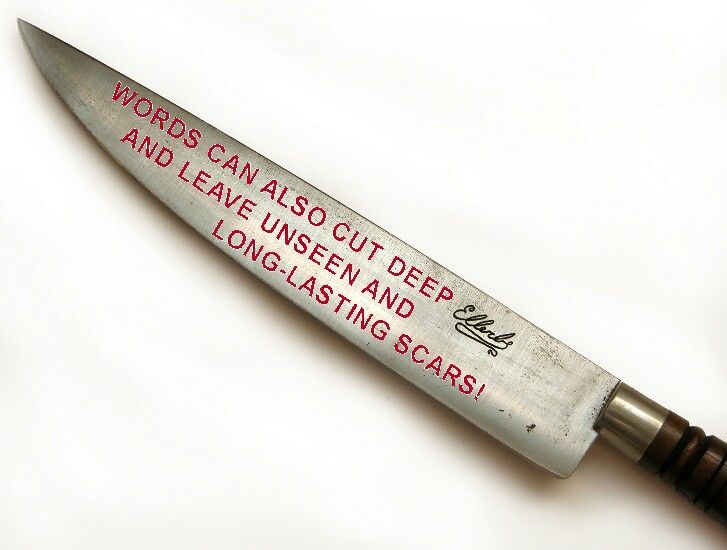 WORDS CAN ALSO CUT DEEP
AND LEAVE UNSEEN AND
LONG-LASTING SCARS!